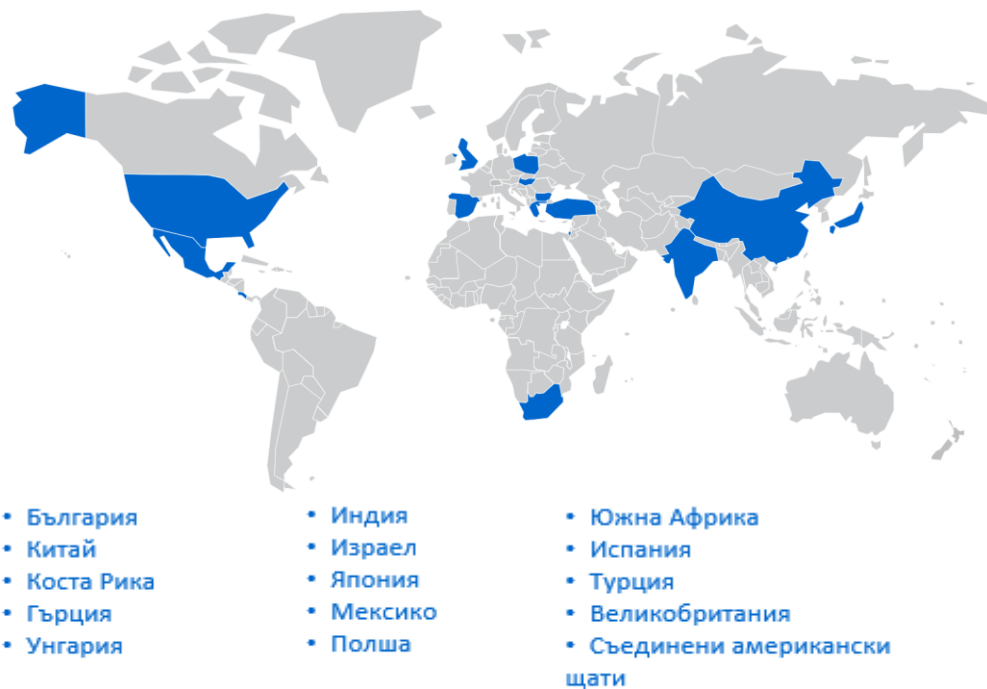 • България
• Китай
• Коста Рика
• Гърция
• Унгария
• Индия
• Израел
• Япония
• Мексико
• Полша
• Южна Африка
• Испания
• Турция
• Великобритания
• Съединени американски
щати